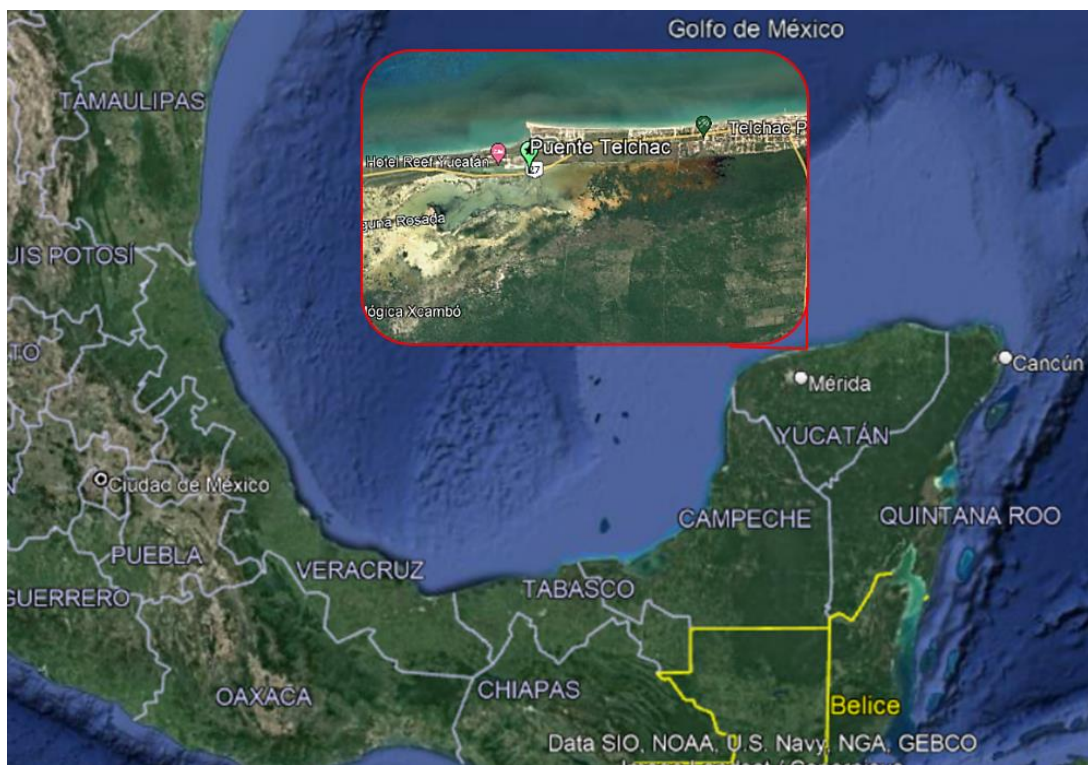 Golfo de México
TAMAULIPAS
Telchac P
Puente Telchac
Hotel Reef Yucatán
27
guna Rosada
lógica Xcambó
UIS POTOSÍ
TO
Cancún
Mérida
YUCATÁN
Ciudad de México
CAMPECHE
QUINTANA ROO
PUEBLA
VERACRUZ
TABASCO
GUERRERO
OAXACA
CHIAPAS
Belice
Data SIO, NOAA, U.S. Navy, NGA, GEBCO